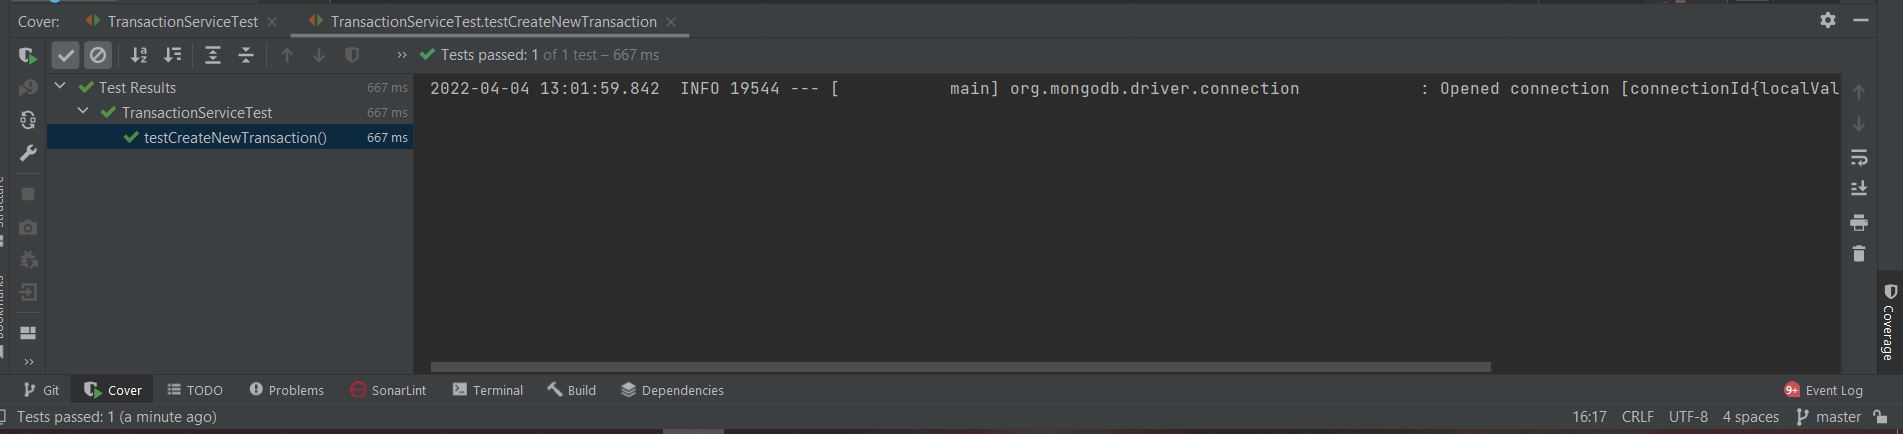 Cover: TransactionServiceTest TransactionServiceTest.testCreateNewTransaction
Tests passed: 1 of 1 test – 667 ms
Test Results 667 ms
TransactionServiceTest 667 ms
testCreateNewTransaction() 667 ms
2022-04-04 13:01:59.842 INFO 19544 --- [ main] org.mongodb.driver.connection : Opened connection [connectionId{localVal
Structure
Bookmarks
Coverage
Git Cover TODO Problems SonarLint Terminal Build Dependencies 9+ Event Log
Tests passed: 1 (a minute ago) 16:17 CRLF UTF-8 4 spaces master